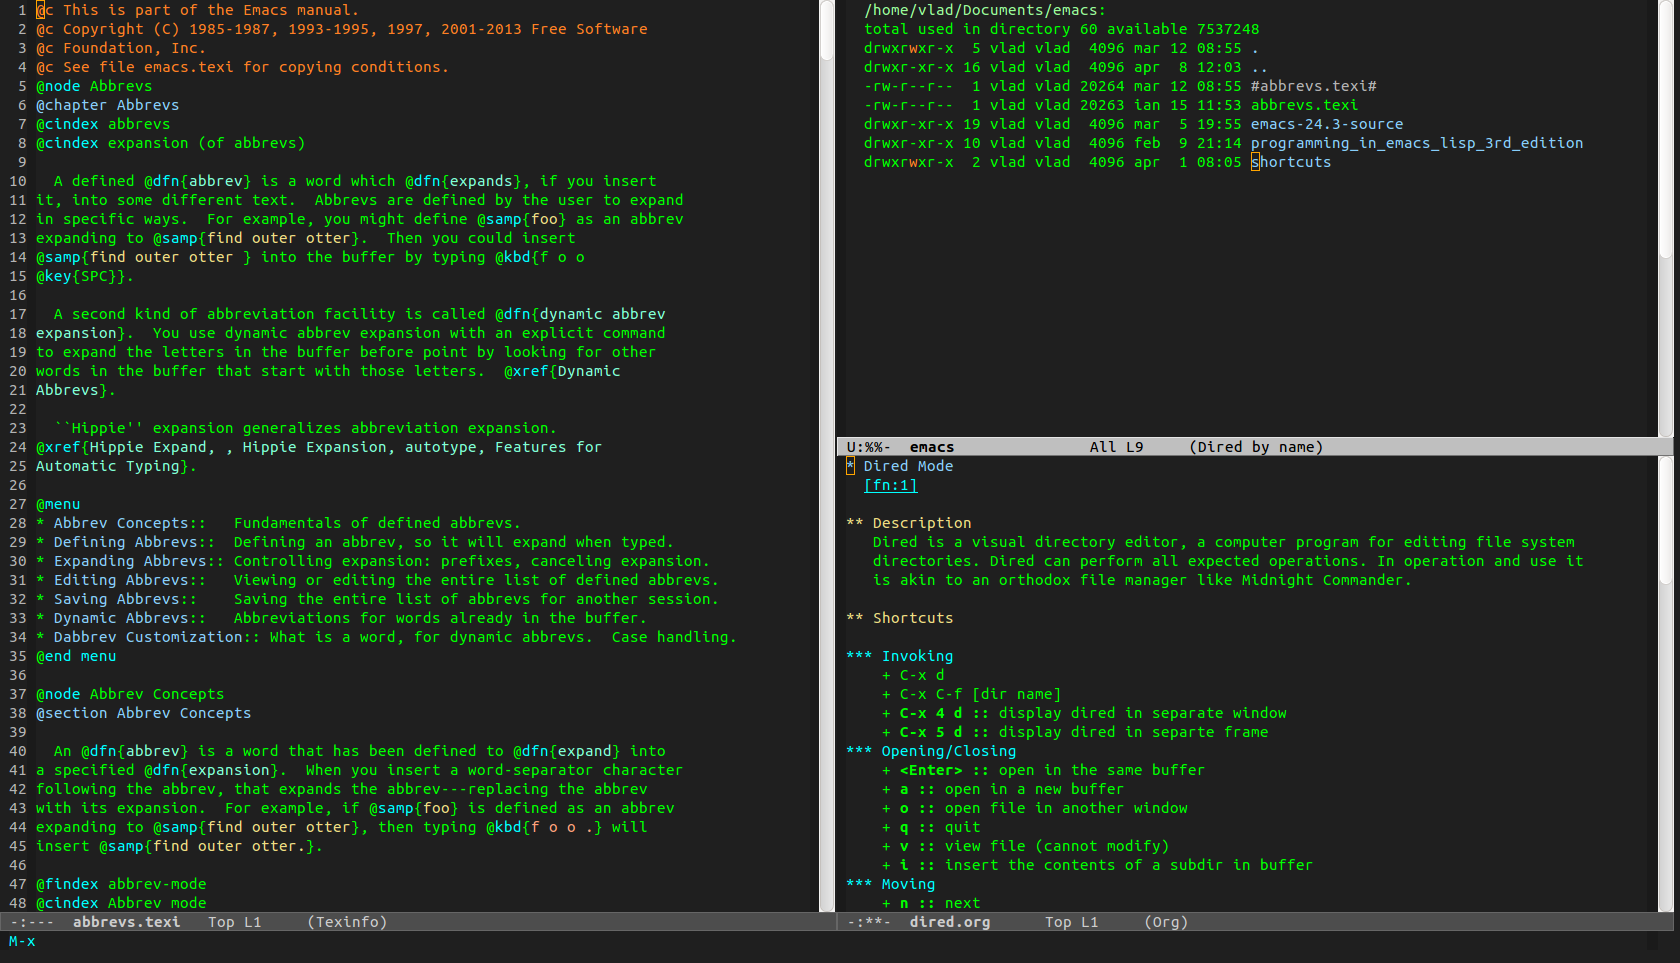 1 @c This is part of the Emacs manual.
2 @c Copyright (C) 1985-1987, 1993-1995, 1997, 2001-2013 Free Software
3 @c Foundation, Inc.
4 @c See file emacs.texi for copying conditions.
5 @node Abbrevs
6 @chapter Abbrevs
7 @cindex abbrevs
8 @cindex expansion (of abbrevs)
9
10   A defined @dfn{abbrev} is a word which @dfn{expands}, if you insert
11 it, into some different text.  Abbrevs are defined by the user to expand
12 in specific ways.  For example, you might define @samp{foo} as an abbrev
13 expanding to @samp{find outer otter}.  Then you could insert
14 @samp{find outer otter } into the buffer by typing @kbd{f o o
15 @key{SPC}}.
16
17   A second kind of abbreviation facility is called @dfn{dynamic abbrev
18 expansion}.  You use dynamic abbrev expansion with an explicit command
19 to expand the letters in the buffer before point by looking for other
20 words in the buffer that start with those letters.  @xref{Dynamic
21 Abbrevs}.
22
23   ``Hippie'' expansion generalizes abbreviation expansion.
24 @xref{Hippie Expand, , Hippie Expansion, autotype, Features for
25 Automatic Typing}.
26
27 @menu
28 * Abbrev Concepts::   Fundamentals of defined abbrevs.
29 * Defining Abbrevs::  Defining an abbrev, so it will expand when typed.
30 * Expanding Abbrevs:: Controlling expansion: prefixes, canceling expansion.
31 * Editing Abbrevs::   Viewing or editing the entire list of defined abbrevs.
32 * Saving Abbrevs::    Saving the entire list of abbrevs for another session.
33 * Dynamic Abbrevs::   Abbreviations for words already in the buffer.
34 * Dabbrev Customization:: What is a word, for dynamic abbrevs.  Case handling.
35 @end menu
36
37 @node Abbrev Concepts
38 @section Abbrev Concepts
39
40   An @dfn{abbrev} is a word that has been defined to @dfn{expand} into
41 a specified @dfn{expansion}.  When you insert a word-separator character
42 following the abbrev, that expands the abbrev---replacing the abbrev
43 with its expansion.  For example, if @samp{foo} is defined as an abbrev
44 expanding to @samp{find outer otter}, then typing @kbd{f o o .} will
45 insert @samp{find outer otter.}.
46
47 @findex abbrev-mode
48 @cindex Abbrev mode
-:---  abbrevs.texi   Top L1     (Texinfo)
M-x
/home/vlad/Documents/emacs:
total used in directory 60 available 7537248
drwxrwxr-x  5 vlad vlad  4096 mar 12 08:55 .
drwxr-xr-x 16 vlad vlad  4096 apr  8 12:03 ..
-rw-r--r--  1 vlad vlad 20264 mar 12 08:55 #abbrevs.texi#
-rw-r--r--  1 vlad vlad 20263 ian 15 11:53 abbrevs.texi
drwxr-xr-x 19 vlad vlad  4096 mar  5 19:55 emacs-24.3-source
drwxr-xr-x 10 vlad vlad  4096 feb  9 21:14 programming_in_emacs_lisp_3rd_edition
drwxrwxr-x  2 vlad vlad  4096 apr  1 08:05 shortcuts
U:%%-  emacs               All L9     (Dired by name)
* Dired Mode
[fn:1]
** Description
Dired is a visual directory editor, a computer program for editing file system
directories. Dired can perform all expected operations. In operation and use it
is akin to an orthodox file manager like Midnight Commander.
** Shortcuts
*** Invoking
+ C-x d
+ C-x C-f [dir name]
+ C-x 4 d :: display dired in separate window
+ C-x 5 d :: display dired in separte frame
*** Opening/Closing
+ <Enter> :: open in the same buffer
+ a :: open in a new buffer
+ o :: open file in another window
+ q :: quit
+ v :: view file (cannot modify)
+ i :: insert the contents of a subdir in buffer
*** Moving
+ n :: next
-:**-  dired.org      Top L1     (Org)